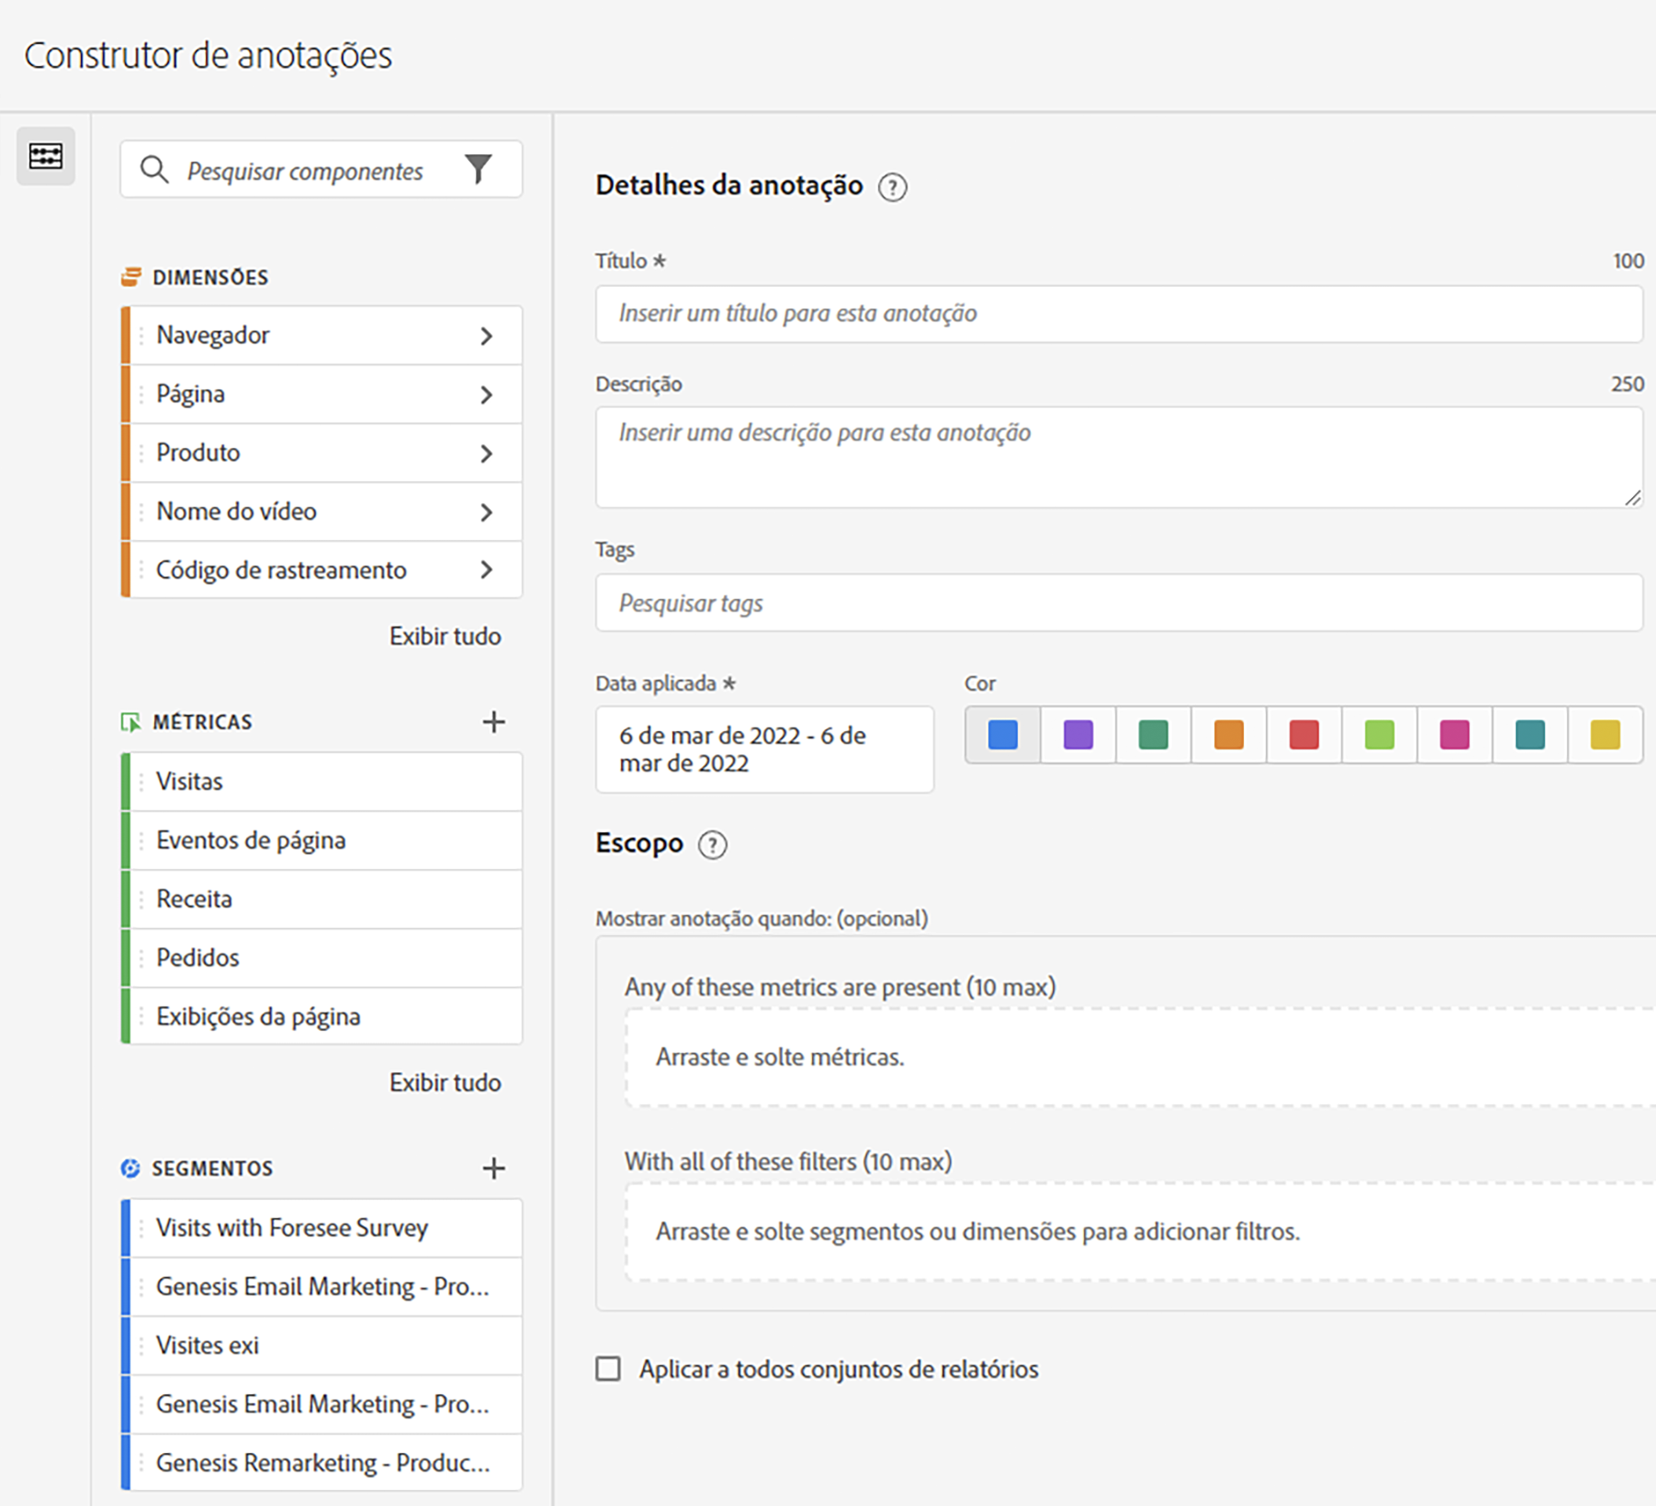 Construtor de anotações
Pesquisar componentes
DIMENSÕES
Navegador
Página
Produto
Nome do vídeo
Código de rastreamento
Exibir tudo
MÉTRICAS
Visitas
Eventos de página
Receita
Pedidos
Exibições da página
Exibir tudo
SEGMENTOS
Visits with Foresee Survey
Genesis Email Marketing - Pro...
Visites exi
Genesis Email Marketing - Pro...
Genesis Remarketing - Produc...
Detalhes da anotação ?
Título * 100
Inserir um título para esta anotação
Descrição 250
Inserir uma descrição para esta anotação
Tags
Pesquisar tags
Data aplicada *
6 de mar de 2022 - 6 de
mar de 2022
Cor
Escopo ?
Mostrar anotação quando: (opcional)
Any of these metrics are present (10 max)
Arraste e solte métricas.
With all of these filters (10 max)
Arraste e solte segmentos ou dimensões para adicionar filtros.
Aplicar a todos conjuntos de relatórios